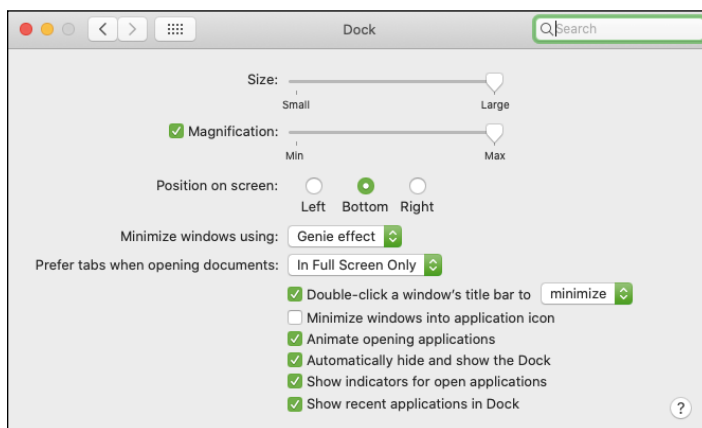 Dock
Search
Size:
Small Large
Magnification:
Min Max
Position on screen:
Left Bottom Right
Minimize windows using: Genie effect
Prefer tabs when opening documents: In Full Screen Only
Double-click a window's title bar to minimize
Minimize windows into application icon
Animate opening applications
Automatically hide and show the Dock
Show indicators for open applications
Show recent applications in Dock
?